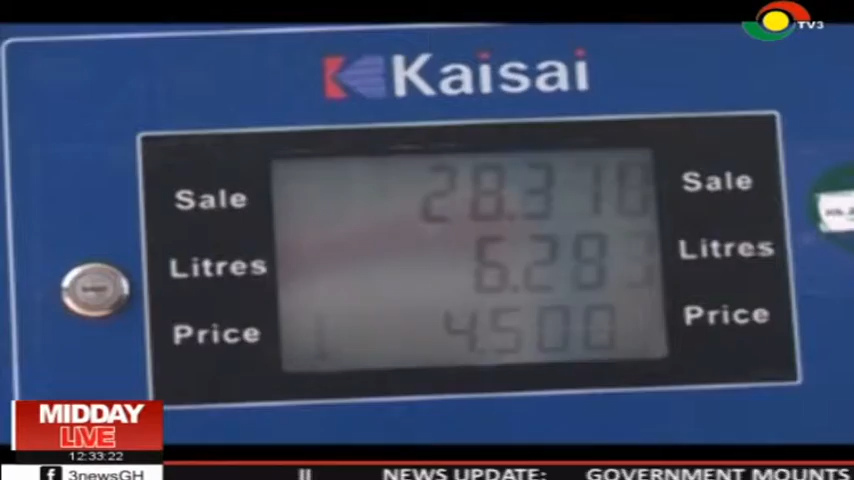 TV3
Kaisai
Sale
28.3
Sale
Litres
6.283
Litres
Price
4.500
Price
MIDDAY
LIVE
12:33:22
3newsGH
NEWS UPDATE: GOVERNMENT MOUNTS